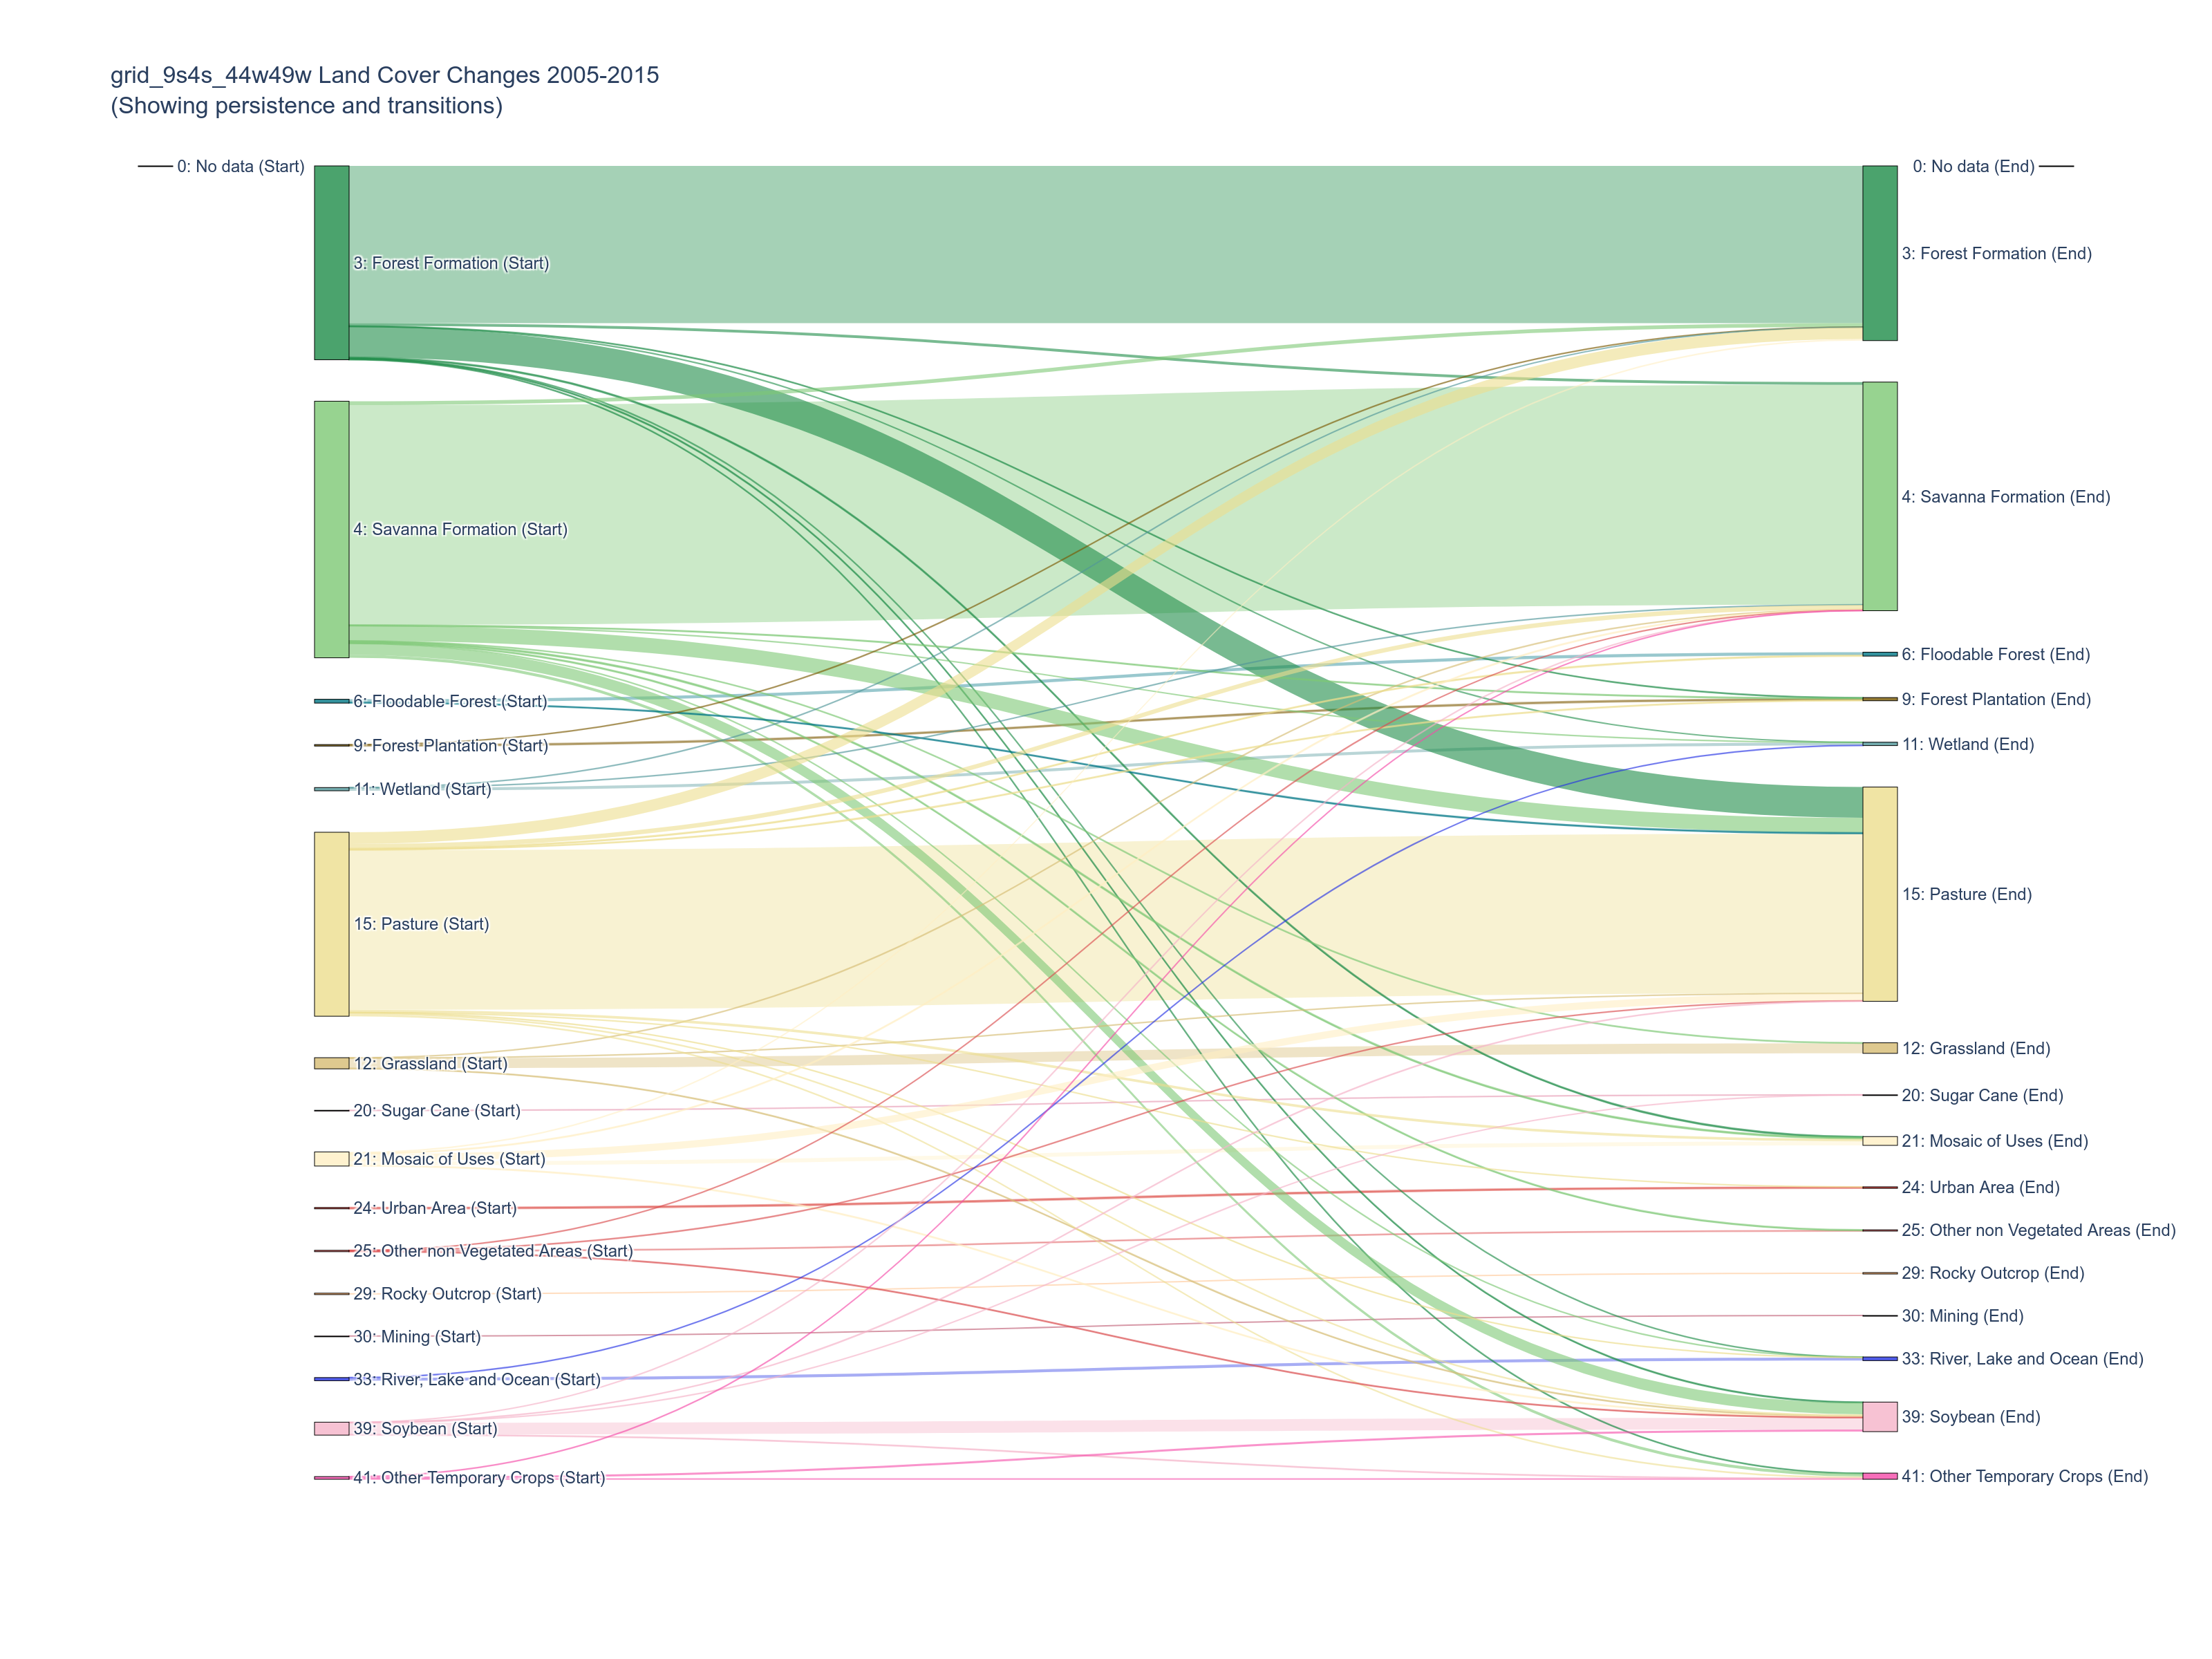 grid_9s4s_44w49w Land Cover Changes 2005-2015
(Showing persistence and transitions)
0: No data (Start)
3: Forest Formation (Start)
4: Savanna Formation (Start)
6: Floodable Forest (Start)
9: Forest Plantation (Start)
11: Wetland (Start)
15: Pasture (Start)
12: Grassland (Start)
20: Sugar Cane (Start)
21: Mosaic of Uses (Start)
24: Urban Area (Start)
25: Other non Vegetated Areas (Start)
29: Rocky Outcrop (Start)
30: Mining (Start)
33: River, Lake and Ocean (Start)
39: Soybean (Start)
41: Other Temporary Crops (Start)
0: No data (End)
3: Forest Formation (End)
4: Savanna Formation (End)
6: Floodable Forest (End)
9: Forest Plantation (End)
11: Wetland (End)
15: Pasture (End)
12: Grassland (End)
20: Sugar Cane (End)
21: Mosaic of Uses (End)
24: Urban Area (End)
25: Other non Vegetated Areas (End)
29: Rocky Outcrop (End)
30: Mining (End)
33: River, Lake and Ocean (End)
39: Soybean (End)
41: Other Temporary Crops (End)